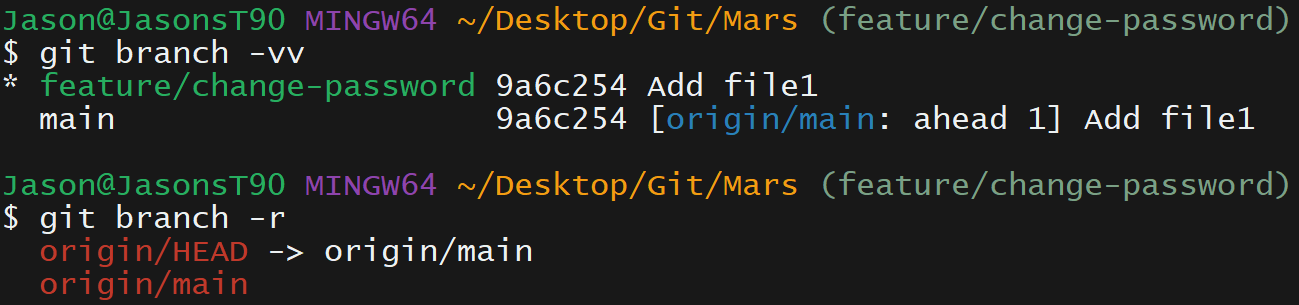 Jason@JasonsT90 MINGW64 ~/Desktop/Git/Mars (feature/change-password)
$ git branch -vv
* feature/change-password 9a6c254 Add file1
  main                    9a6c254 [origin/main: ahead 1] Add file1

Jason@JasonsT90 MINGW64 ~/Desktop/Git/Mars (feature/change-password)
$ git branch -r
  origin/HEAD -> origin/main
  origin/main